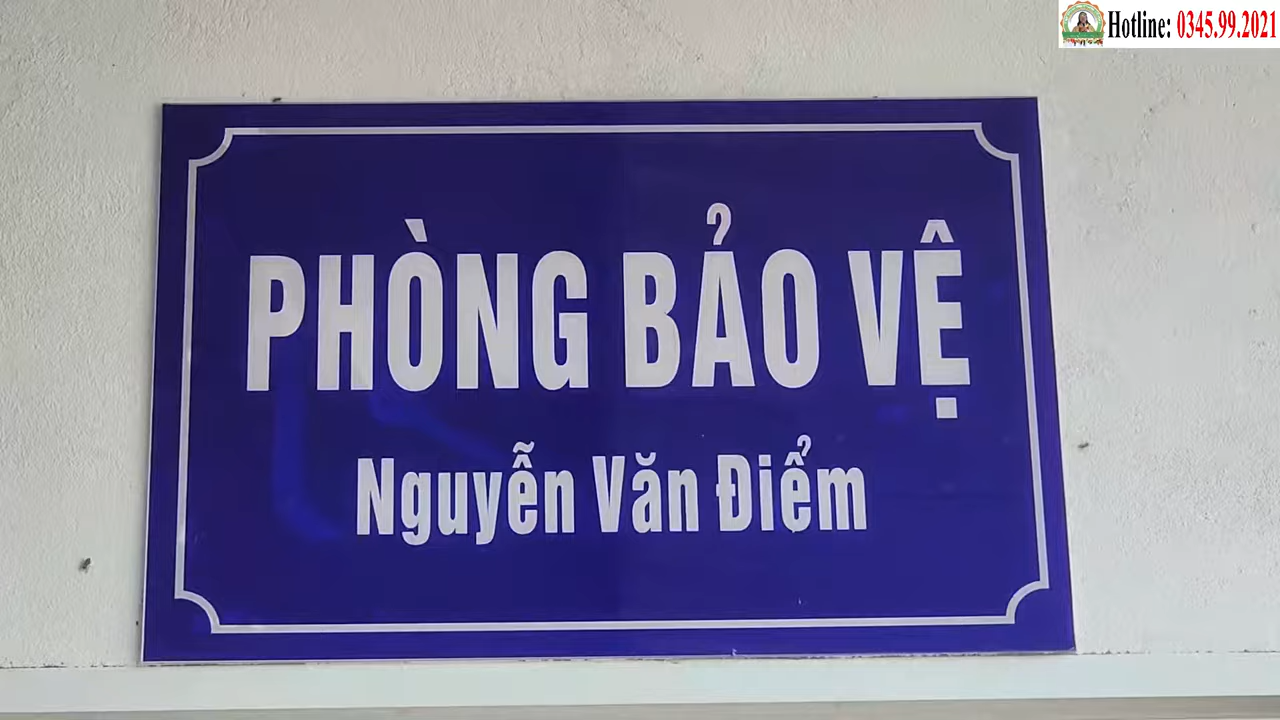 Hotline: 0345.99.2021
PHÒNG BẢO VỆ
Nguyễn Văn Điểm